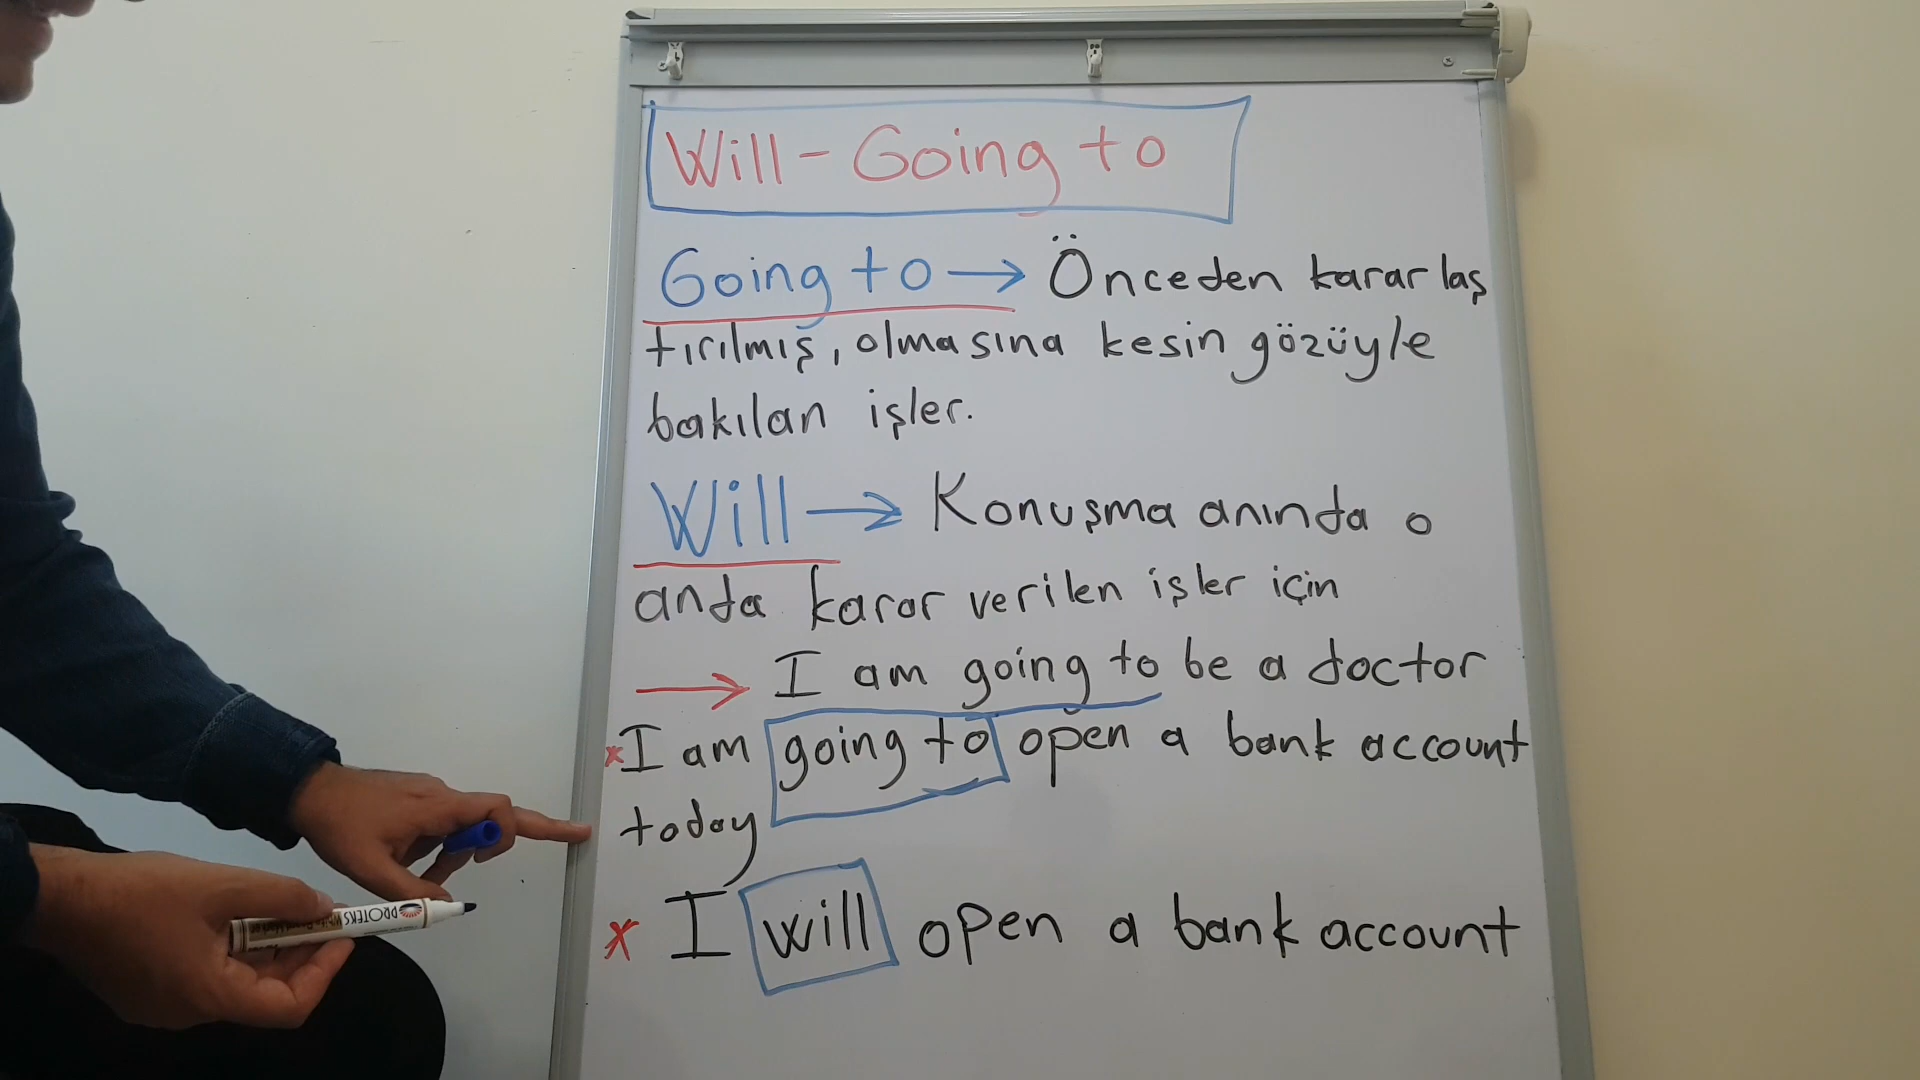 Will - Going to
Going to → Önceden kararlaş
tırılmış, olmasına kesin gözüyle
bakılan işler.
Will → Konuşma anında o
anda karar verilen işler için
→ I am going to be a doctor
*I am going to open a bank account
today
* I will open a bank account
PROTEKS